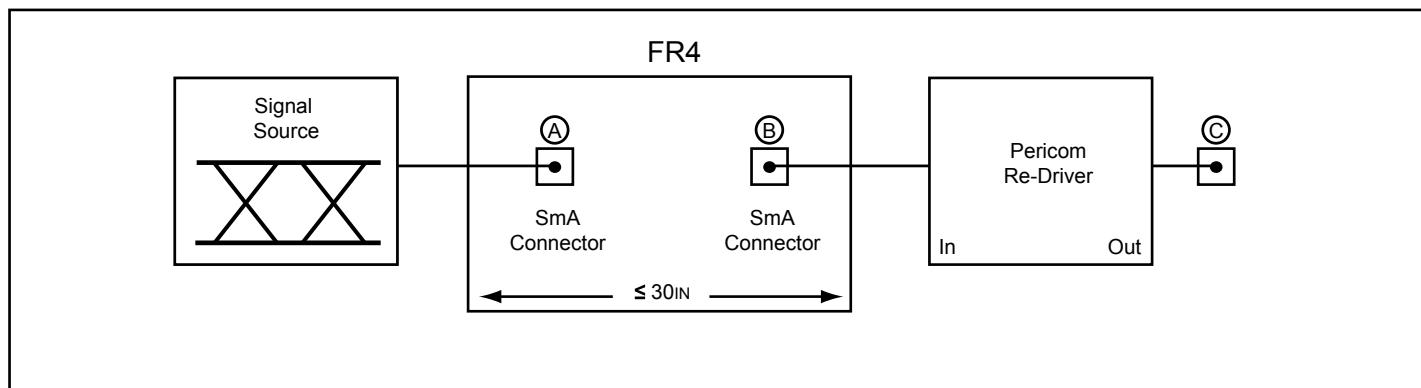 FR4
Signal
Source
A
B
C
SmA
Connector
SmA
Connector
Pericom
Re-Driver
In
Out
≤ 30IN